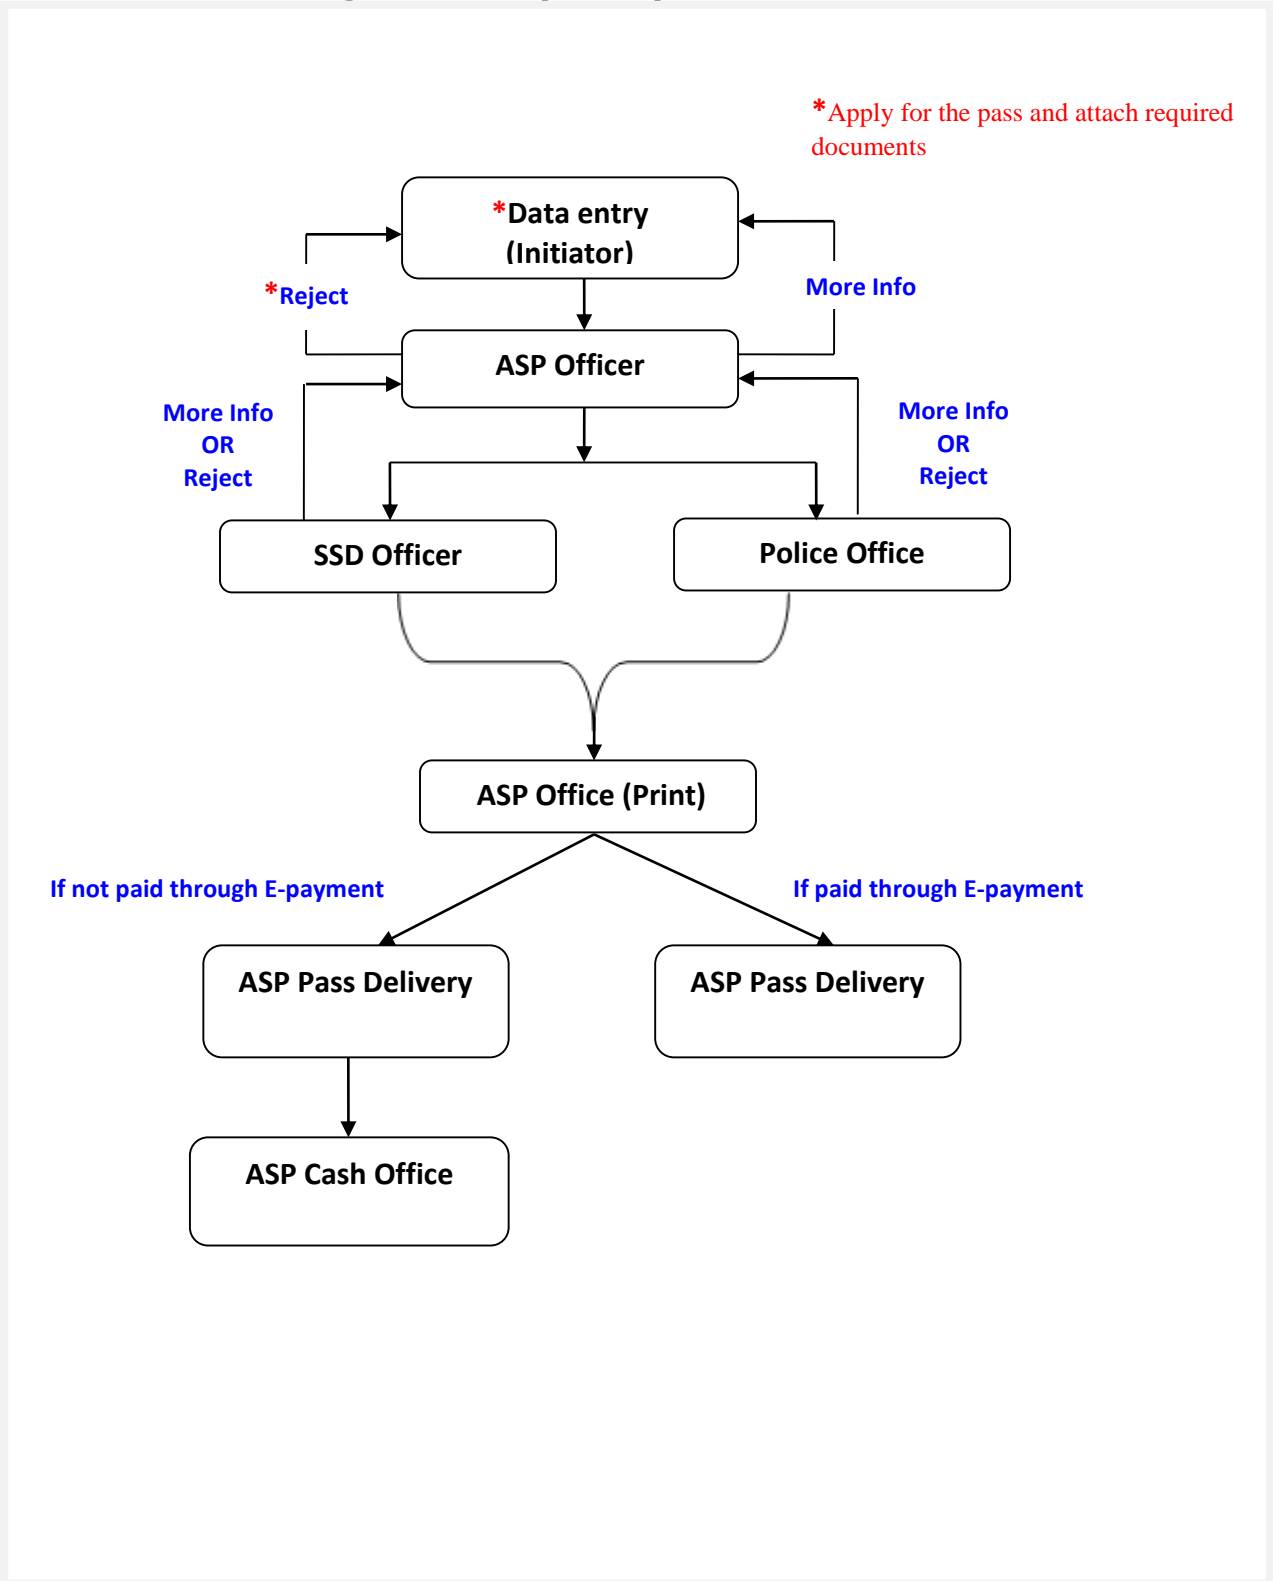 *Apply for the pass and attach required
documents
*Data entry
(Initiator)
*Reject
More Info
ASP Officer
More Info
OR
Reject
More Info
OR
Reject
SSD Officer
Police Office
ASP Office (Print)
If not paid through E-payment
If paid through E-payment
ASP Pass Delivery
ASP Pass Delivery
ASP Cash Office